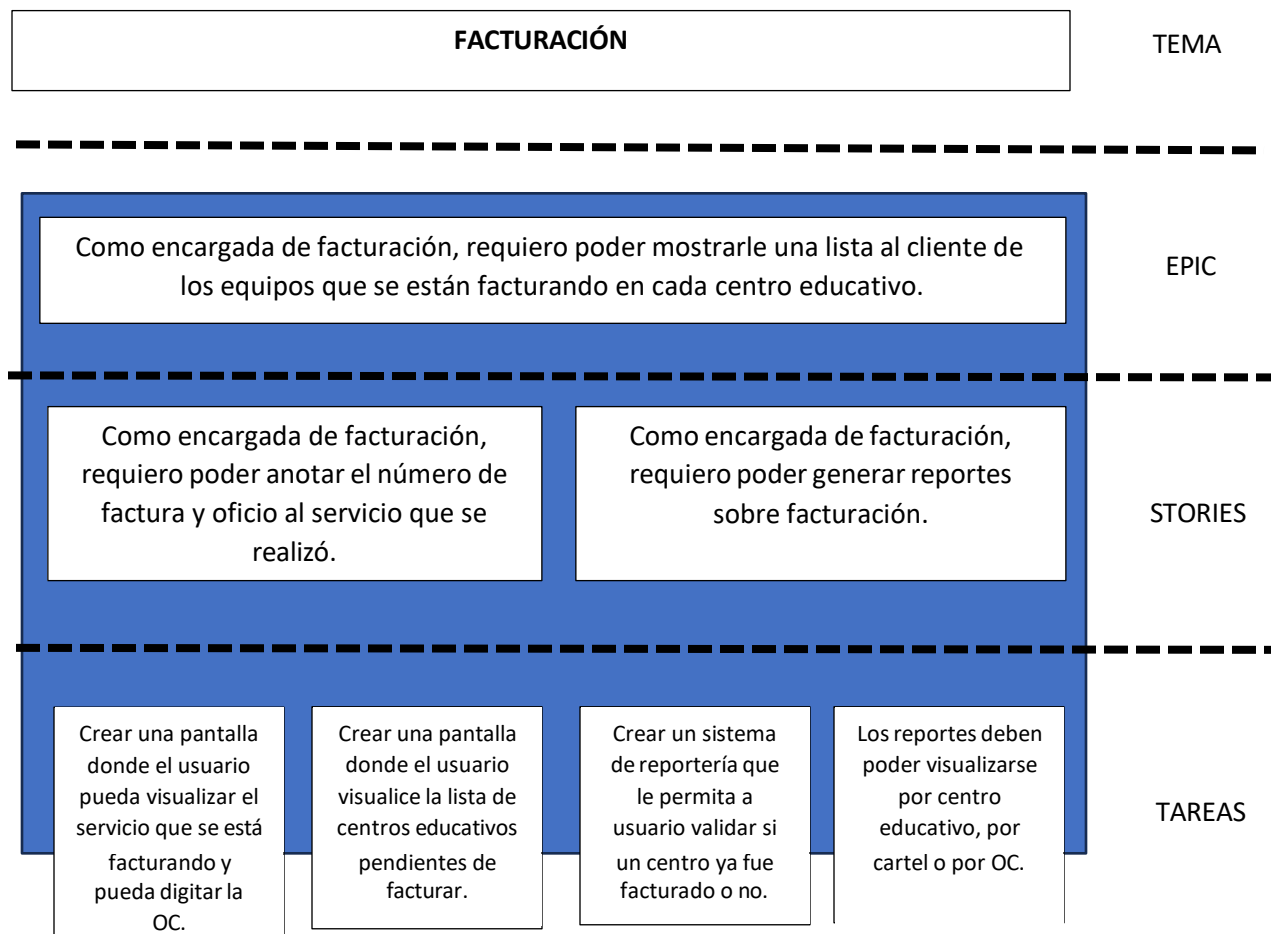 FACTURACIÓN
TEMA
Como encargada de facturación, requiero poder mostrarle una lista al cliente de
los equipos que se están facturando en cada centro educativo.
EPIC
Como encargada de facturación,
requiero poder anotar el número de
factura y oficio al servicio que se
realizó.
Como encargada de facturación,
requiero poder generar reportes
sobre facturación.
STORIES
Crear una pantalla
donde el usuario
pueda visualizar el
servicio que se está
facturando y
pueda digitar la
OC.
Crear una pantalla
donde el usuario
visualice la lista de
centros educativos
pendientes de
facturar.
Crear un sistema
de reportería que
le permita a
usuario validar si
un centro ya fue
facturado o no.
Los reportes deben
poder visualizarse
por centro
educativo, por
cartel o por OC.
TAREAS